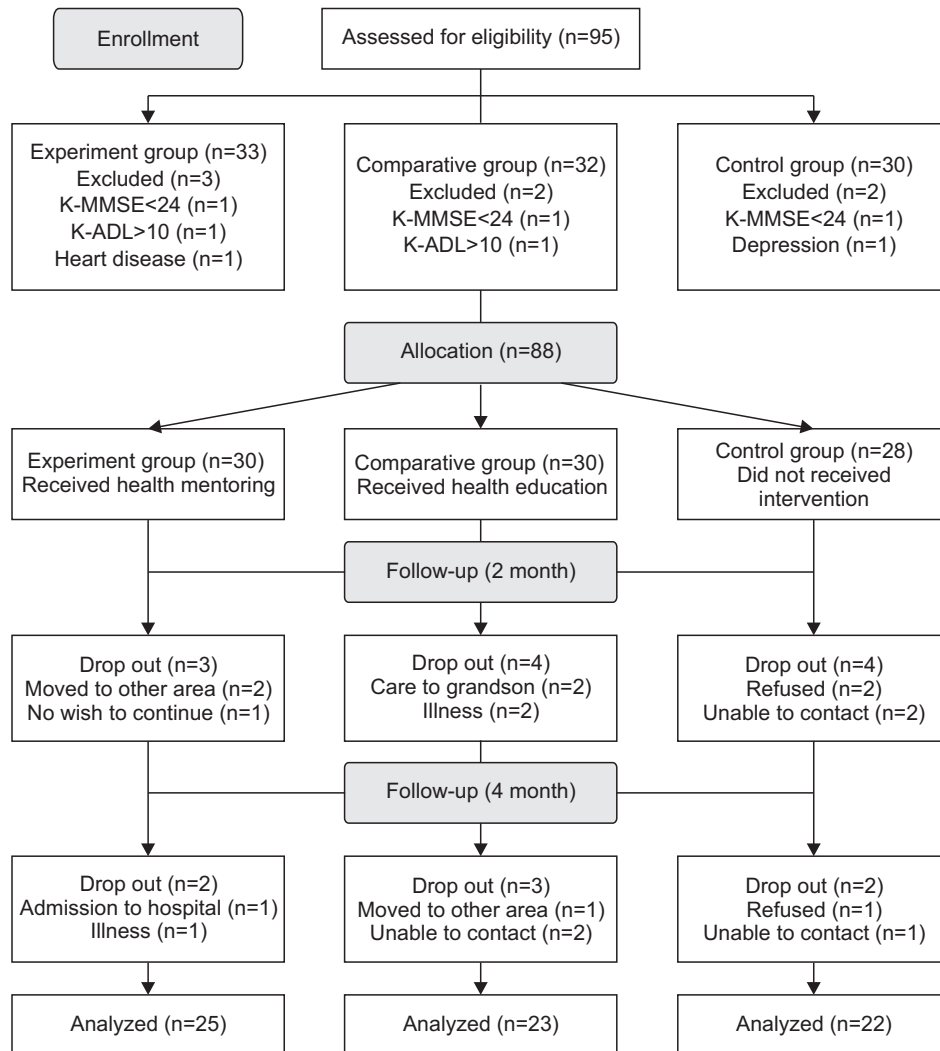 Enrollment
Assessed for eligibility (n=95)
Experiment group (n=33)
Excluded (n=3)
K-MMSE<24 (n=1)
K-ADL>10 (n=1)
Heart disease (n=1)
Comparative group (n=32)
Excluded (n=2)
K-MMSE<24 (n=1)
K-ADL>10 (n=1)
Control group (n=30)
Excluded (n=2)
K-MMSE<24 (n=1)
Depression (n=1)
Allocation (n=88)
Experiment group (n=30)
Received health mentoring
Comparative group (n=30)
Received health education
Control group (n=28)
Did not received
intervention
Follow-up (2 month)
Drop out (n=3)
Moved to other area (n=2)
No wish to continue (n=1)
Drop out (n=4)
Care to grandson (n=2)
Illness (n=2)
Drop out (n=4)
Refused (n=2)
Unable to contact (n=2)
Follow-up (4 month)
Drop out (n=2)
Admission to hospital (n=1)
Illness (n=1)
Drop out (n=3)
Moved to other area (n=1)
Unable to contact (n=2)
Drop out (n=2)
Refused (n=1)
Unable to contact (n=1)
Analyzed (n=25)
Analyzed (n=23)
Analyzed (n=22)